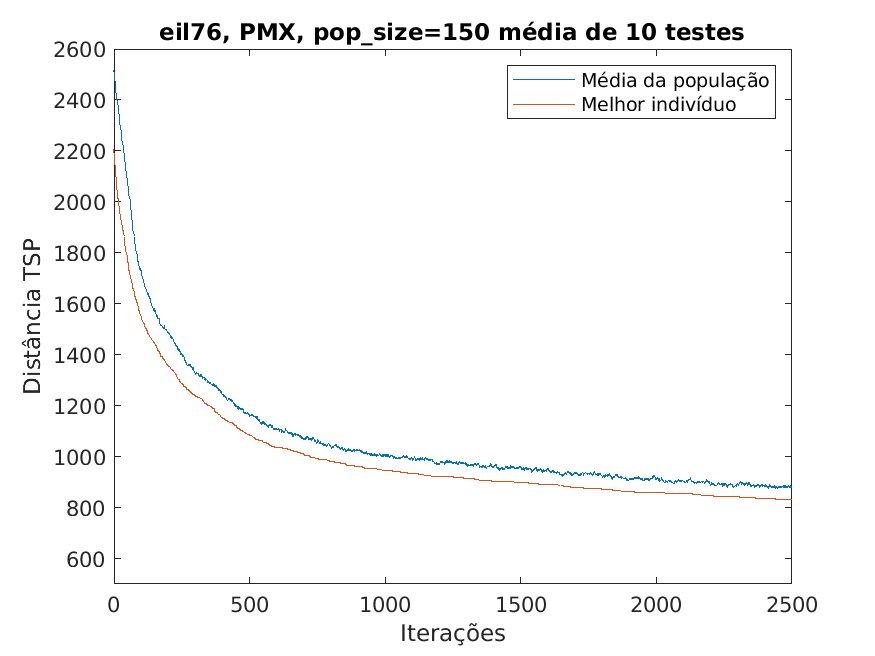 eil76, PMX, pop_size=150 média de 10 testes
Média da população
Melhor indivíduo
Distância TSP
2600
2400
2200
2000
1800
1600
1400
1200
1000
800
600
0 500 1000 1500 2000 2500
Iterações